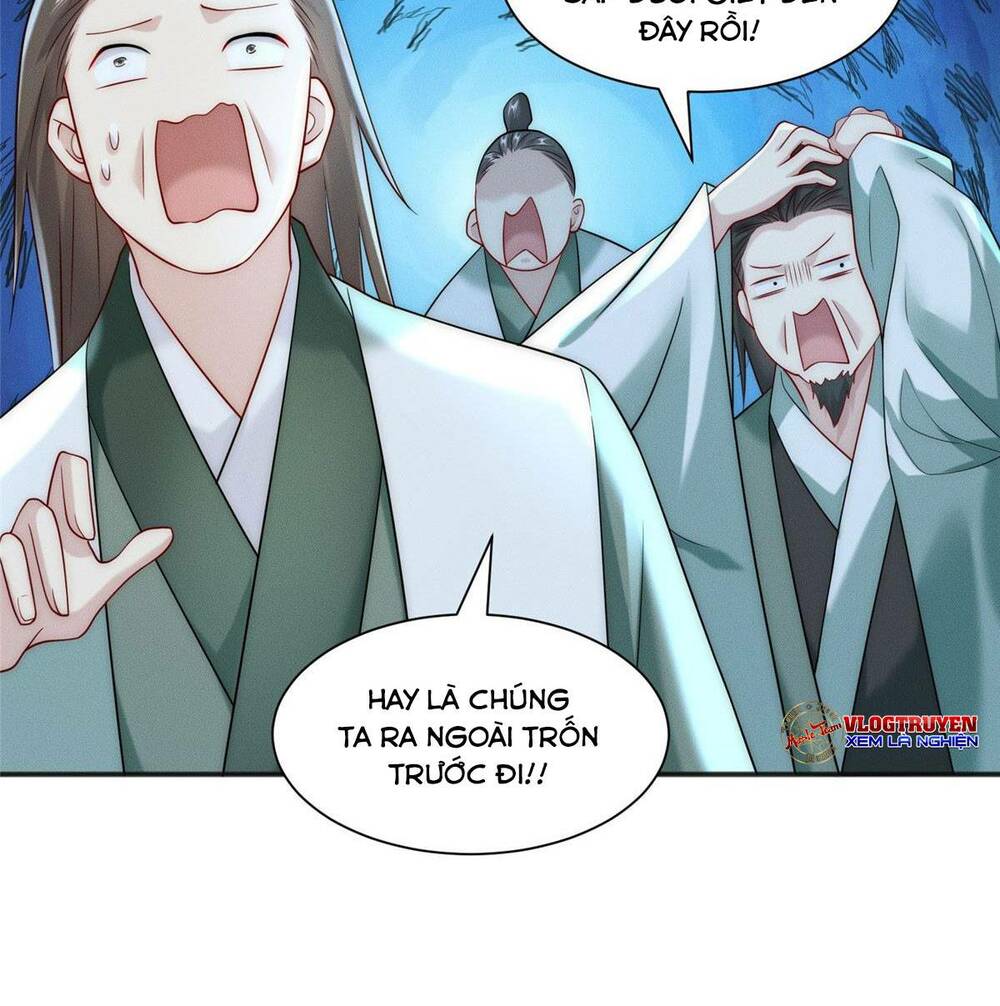 ĐÂY RỒI!
HAY LÀ CHÚNG
TA RA NGOÀI TRỐN
TRƯỚC ĐI!!
VLOGTRUYEN
XEM LÀ NGHIỆN